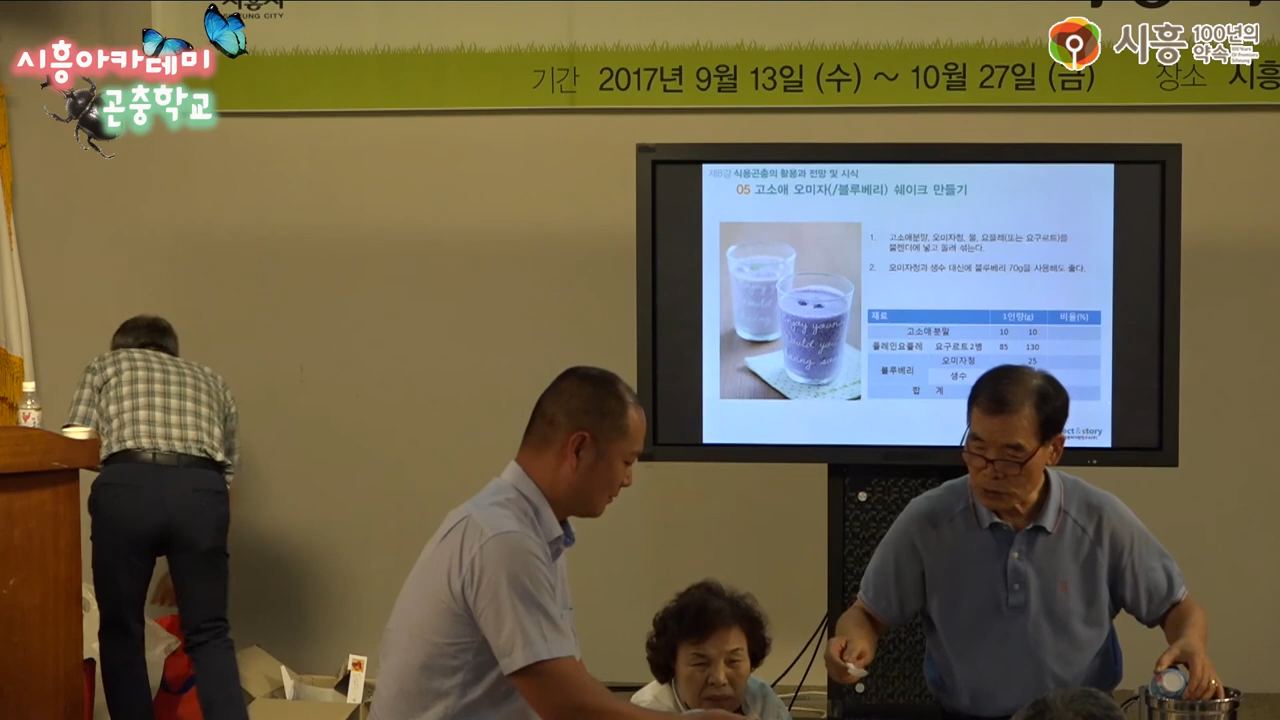 시흥시
SIHEUNG CITY
시흥아카데미
곤충학교
시흥 100년의 약속
기간 2017년 9월 13일 (수) ~ 10월 27일 (금) 장소 시흥
제8강 식용곤충의 활용과 전망 및 시식
05 고소애 오미자(/블루베리) 쉐이크 만들기
1. 고소애분말, 오미자청, 물, 요플레(또는 요구르트)를
블렌더에 넣고 돌려 섞는다.
2. 오미자청과 생수 대신에 블루베리 70g을 사용해도 좋다.
재료 1인량(g) 비율(%)
고소애분말 10 10
플레인요플레 요구르트2병 85 130
블루베리 오미자청 25
생수
합 계
ect&story